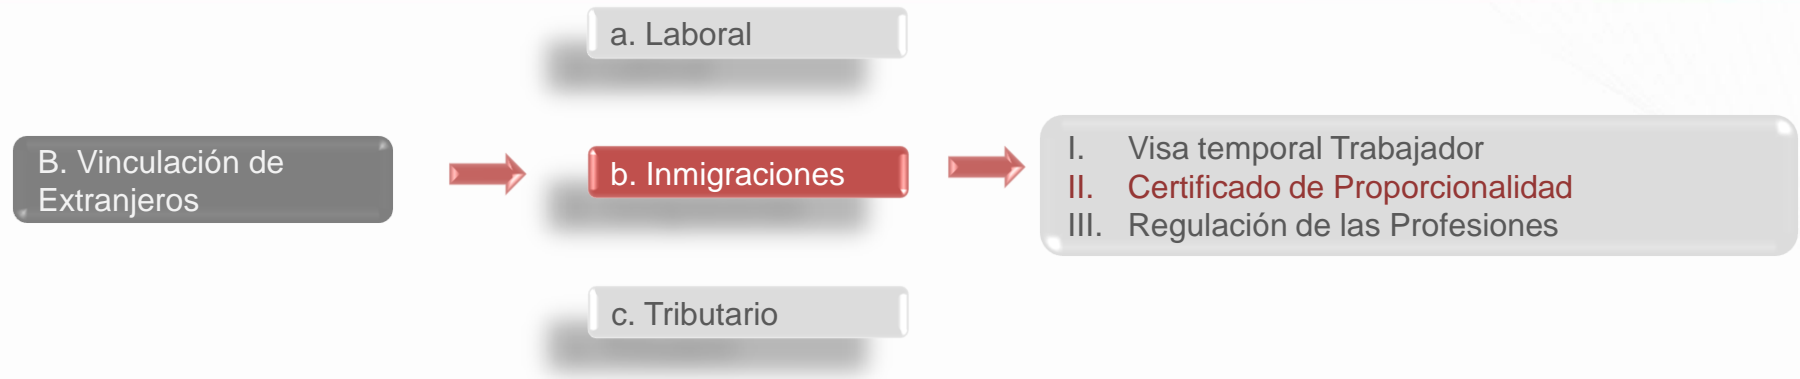 a. Laboral
B. Vinculación de
Extranjeros
b. Inmigraciones
I. Visa temporal Trabajador
II. Certificado de Proporcionalidad
III. Regulación de las Profesiones
c. Tributario